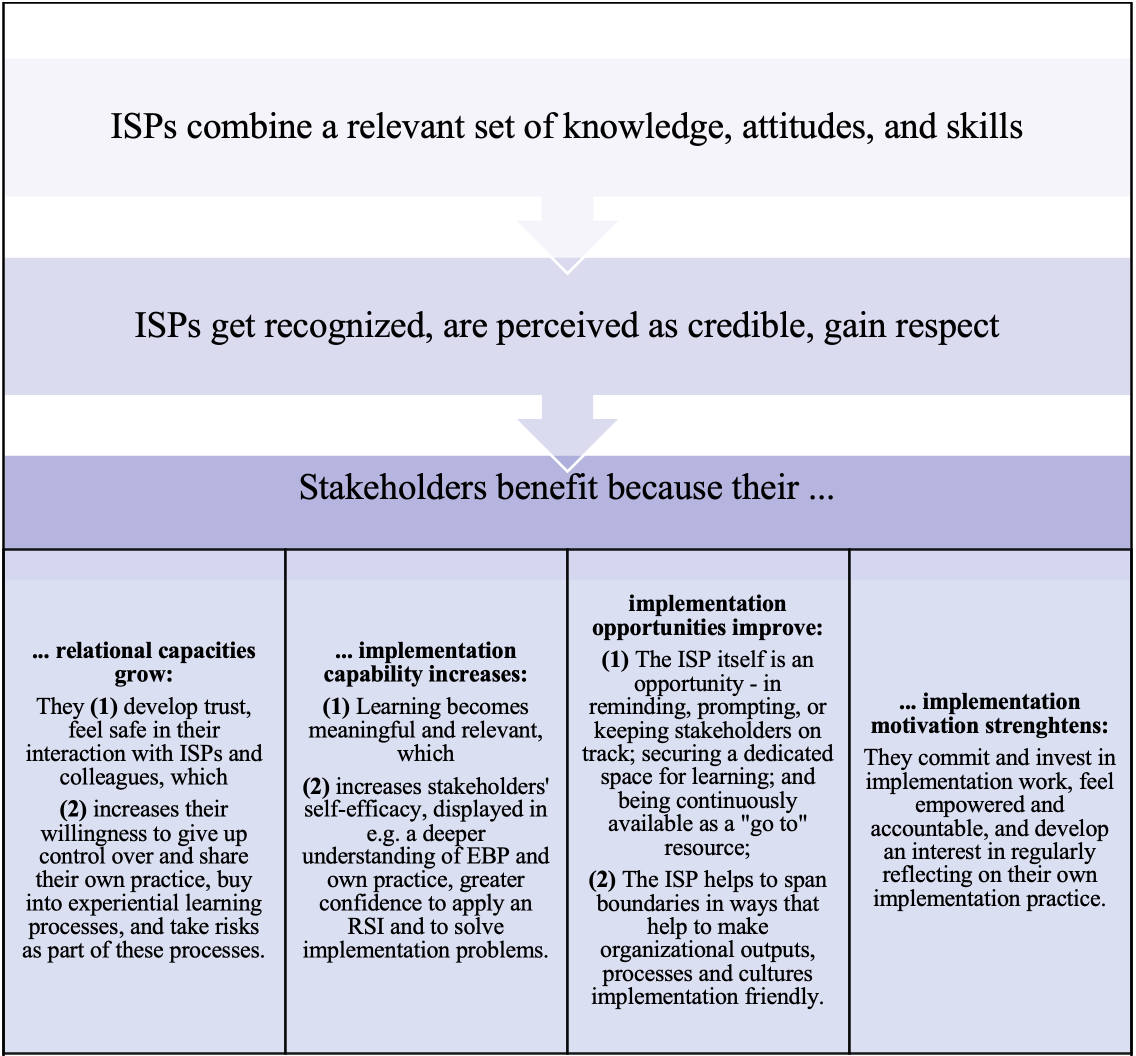 ISPs combine a relevant set of knowledge, attitudes, and skills
ISPs get recognized, are perceived as credible, gain respect
Stakeholders benefit because their ...
... relational capacities
grow:
They (1) develop trust,
feel safe in their
interaction with ISPs and
colleagues, which
(2) increases their
willingness to give up
control over and share
their own practice, buy
into experiential learning
processes, and take risks
as part of these processes.
... implementation
capability increases:
(1) Learning becomes
meaningful and relevant,
which
(2) increases stakeholders'
self-efficacy, displayed in
e.g. a deeper
understanding of EBP and
own practice, greater
confidence to apply an
RSI and to solve
implementation problems.
implementation
opportunities improve:
(1) The ISP itself is an
opportunity - in
reminding, prompting, or
keeping stakeholders on
track; securing a dedicated
space for learning; and
being continuously
available as a "go to"
resource;
(2) The ISP helps to span
boundaries in ways that
help to make
organizational outputs,
processes and cultures
implementation friendly.
... implementation
motivation strenghtens:
They commit and invest in
implementation work, feel
empowered and
accountable, and develop
an interest in regularly
reflecting on their own
implementation practice.